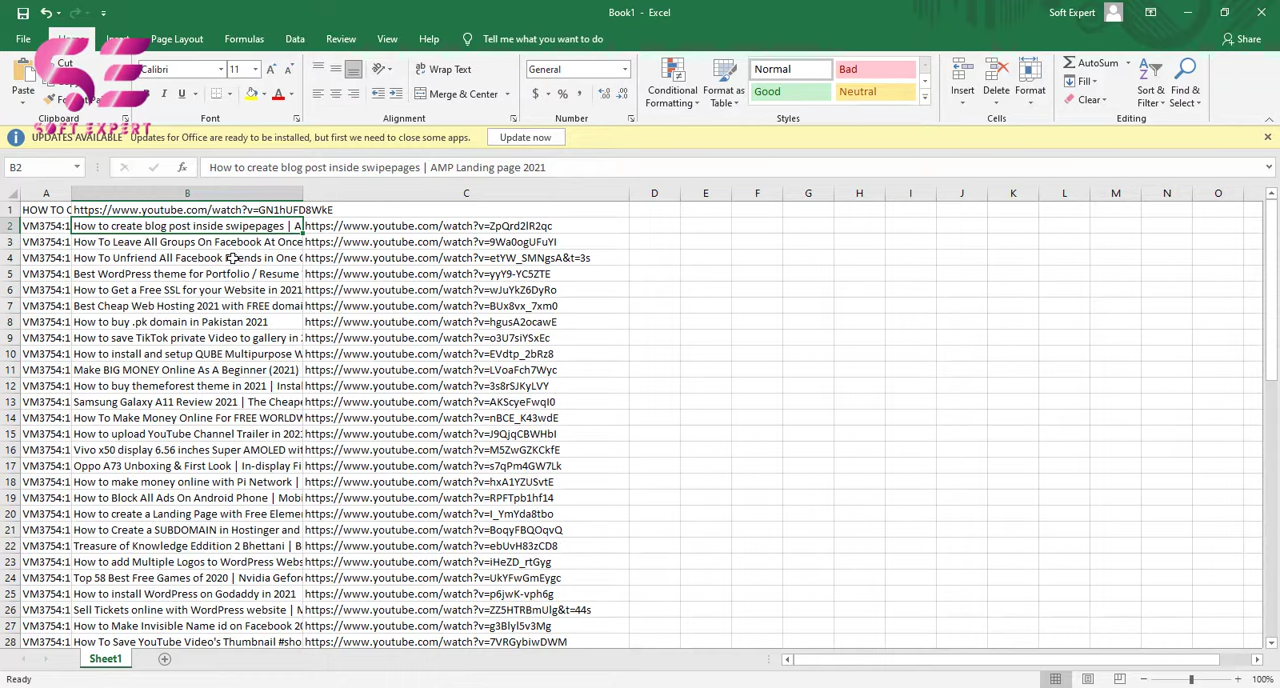 Book1 - Excel
Soft Expert
File
Page Layout
Formulas
Data
Review
View
Help
Tell me what you want to do
Share
SE
SOFT EXPERT
Paste
Cut
Clipboard
Calibri
11
I
U
Font
Wrap Text
Merge & Center
Alignment
General
$ % ,
Number
Conditional
Formatting
Format as
Table
Normal
Bad
Good
Neutral
Styles
Insert
Delete
Format
Cells
AutoSum
Fill
Clear
Sort &
Filter
Find &
Select
Editing
UPDATES AVAILABLE Updates for Office are ready to be installed, but first we need to close some apps.
Update now
B2
fx
How to create blog post inside swipepages | AMP Landing page 2021
A B C D E F G H I J K L M N O
1 HOW TO C https://www.youtube.com/watch?v=GN1hUFD8WkE
2 VM3754:1 How to create blog post inside swipepages | A https://www.youtube.com/watch?v=ZpQrd2lR2qc
3 VM3754:1 How To Leave All Groups On Facebook At Once https://www.youtube.com/watch?v=9Wa0ogUFuYI
4 VM3754:1 How To Unfriend All Facebook Friends in One C https://www.youtube.com/watch?v=etYW_SMNgsA&t=3s
5 VM3754:1 Best WordPress theme for Portfolio / Resume https://www.youtube.com/watch?v=yyY9-YC5ZTE
6 VM3754:1 How to Get a Free SSL for your Website in 2021 https://www.youtube.com/watch?v=wJuYkZ6DyRo
7 VM3754:1 Best Cheap Web Hosting 2021 with FREE domai https://www.youtube.com/watch?v=BUx8vx_7xm0
8 VM3754:1 How to buy .pk domain in Pakistan 2021 https://www.youtube.com/watch?v=hgusA2ocawE
9 VM3754:1 How to save TikTok private Video to gallery in https://www.youtube.com/watch?v=o3U7siYSxEc
10 VM3754:1 How to install and setup QUBE Multipurpose W https://www.youtube.com/watch?v=EVdtp_2bRz8
11 VM3754:1 Make BIG MONEY Online As A Beginner (2021) https://www.youtube.com/watch?v=LVoaFch7Wyc
12 VM3754:1 How to buy themeforest theme in 2021 | Instal https://www.youtube.com/watch?v=3s8rSJKyLVY
13 VM3754:1 Samsung Galaxy A11 Review 2021 | The Cheape https://www.youtube.com/watch?v=AKScyeFwqI0
14 VM3754:1 How To Make Money Online For FREE WORLDW https://www.youtube.com/watch?v=nBCE_K43wdE
15 VM3754:1 How to upload YouTube Channel Trailer in 202 https://www.youtube.com/watch?v=J9QjqCBWHbI
16 VM3754:1 Vivo x50 display 6.56 inches Super AMOLED wit https://www.youtube.com/watch?v=M5ZwGZKCkfE
17 VM3754:1 Oppo A73 Unboxing & First Look | In-display Fi https://www.youtube.com/watch?v=s7qPm4GW7Lk
18 VM3754:1 How to make money online with Pi Network | https://www.youtube.com/watch?v=hxA1YZUSvtE
19 VM3754:1 How to Block All Ads On Android Phone | Mobi https://www.youtube.com/watch?v=RPFTpb1hf14
20 VM3754:1 How to create a Landing Page with Free Elemen https://www.youtube.com/watch?v=I_YmYda8tbo
21 VM3754:1 How to Create a SUBDOMAIN in Hostinger and https://www.youtube.com/watch?v=BoqyFBQOqvQ
22 VM3754:1 Treasure of Knowledge Eddition 2 Bhettani | B https://www.youtube.com/watch?v=ebUvH83zCD8
23 VM3754:1 How to add Multiple Logos to WordPress Webs https://www.youtube.com/watch?v=iHeZD_rtGyg
24 VM3754:1 Top 58 Best Free Games of 2020 | Nvidia Gefor https://www.youtube.com/watch?v=UkYFwGmEygc
25 VM3754:1 How to install WordPress on Godaddy in 2021 https://www.youtube.com/watch?v=p6jwK-vph6g
26 VM3754:1 Sell Tickets online with WordPress website | M https://www.youtube.com/watch?v=ZZ5HTRBmUlg&t=44s
27 VM3754:1 How to Make Invisible Name id on Facebook 20 https://www.youtube.com/watch?v=g3Blyl5v3Mg
28 VM3754:1 How To Save YouTube Video's Thumbnail #sho https://www.youtube.com/watch?v=7VRGybiwDWM
Sheet1
Ready
100%